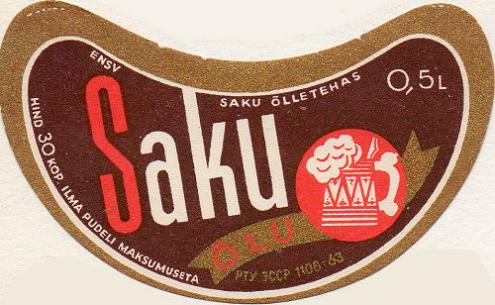 ENSV
Saku
SAKU ÕLLETEHAS
0,5L
HIND 30 KOP. ILMA PUDELI MAKSUMUSETA
ÕLU
РТУ ЭССР 1108-63